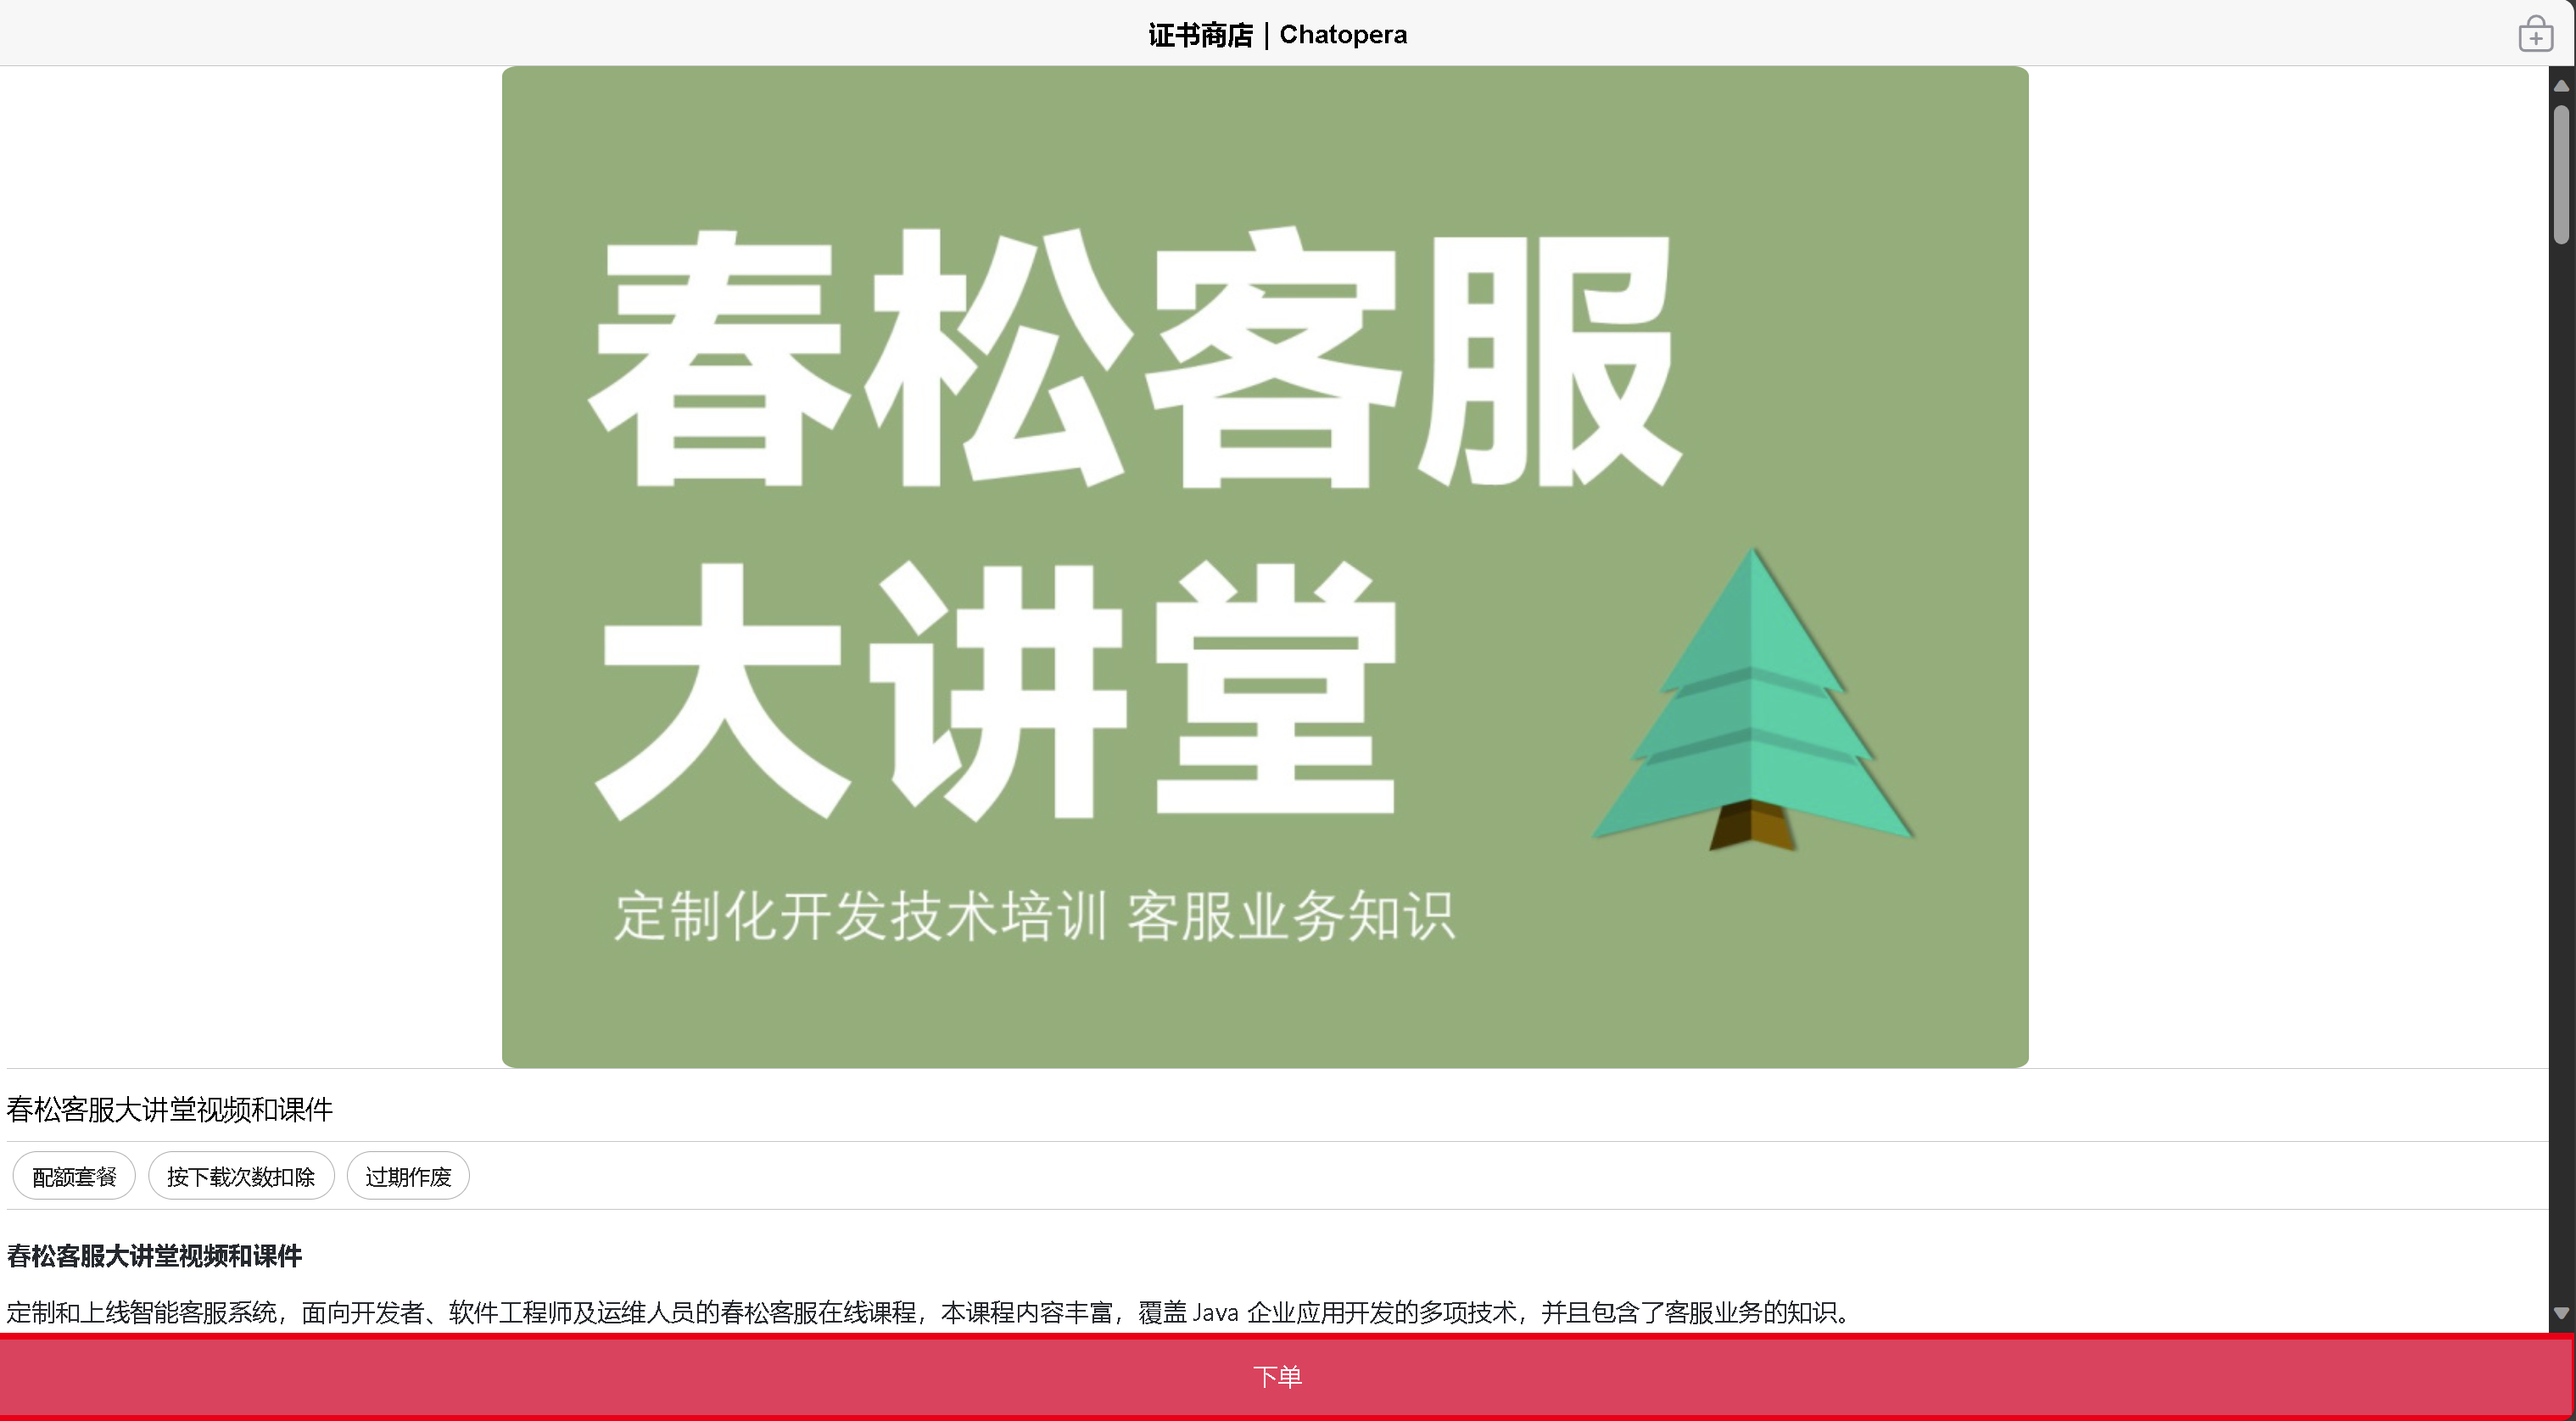 证书商店 | Chatopera
春松客服
大讲堂
定制化开发技术培训 客服业务知识
春松客服大讲堂视频和课件
配额套餐 按下载次数扣除 过期作废
春松客服大讲堂视频和课件
定制和上线智能客服系统，面向开发者、软件工程师及运维人员的春松客服在线课程，本课程内容丰富，覆盖 Java 企业应用开发的多项技术，并且包含了客服业务的知识。
下单